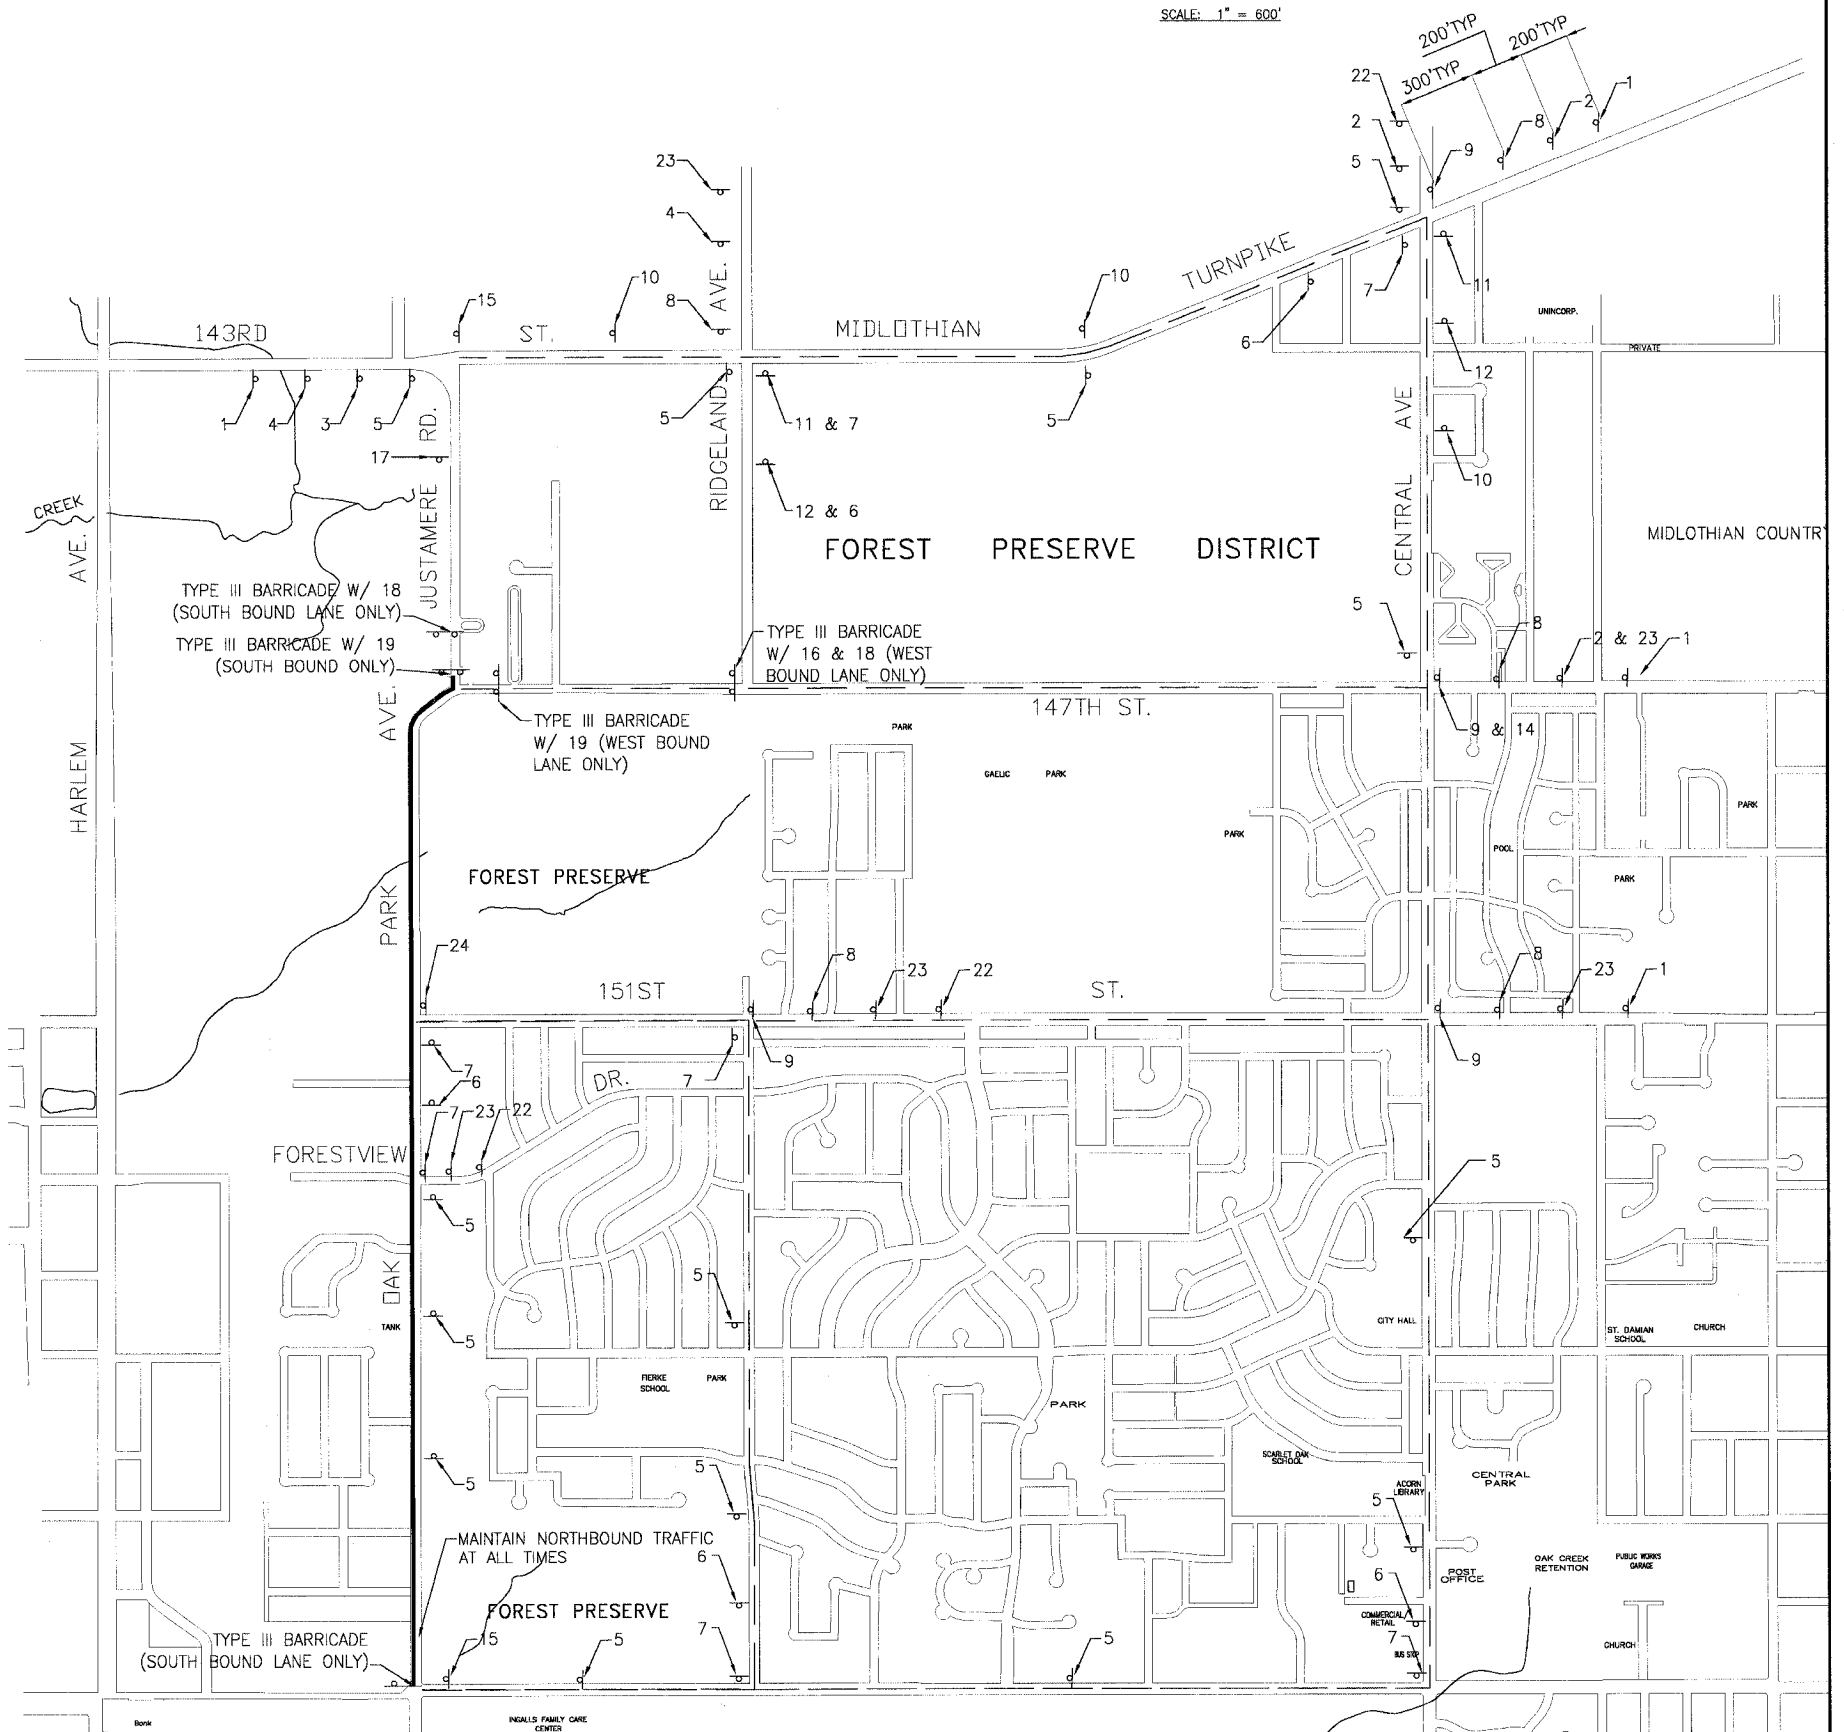 SCALE: 1" = 600'
200'TYP
200'TYP
300'TYP
22
1
2
8
2
9
5
23
4
AVE.
TURNPIKE
10
10
15
8
7
11
6
143RD
ST.
MIDLOTHIAN
UNINCORP.
PRIVATE
12
1
4
3
5
RD.
5
RIDGELAND
11 & 7
5
CENTRAL AVE
17
10
12 & 6
CREEK
AVE.
JUSTAMERE
FOREST PRESERVE DISTRICT
MIDLOTHIAN COUNTR
TYPE III BARRICADE W/ 18
(SOUTH BOUND LANE ONLY)
TYPE III BARRICADE W/ 19
(SOUTH BOUND ONLY)
TYPE III BARRICADE
W/ 16 & 18 (WEST
BOUND LANE ONLY)
5
8
2 & 23
1
AVE.
TYPE III BARRICADE
W/ 19 (WEST BOUND
LANE ONLY)
147TH ST.
9 & 14
PARK
GAELIC PARK
HARLEM
PARK
PARK
POOL
PARK
PARK
FOREST PRESERVE
24
151ST
ST.
8
23
22
8
23
1
7
6
7
9
9
DR.
7
23
22
FORESTVIEW
5
5
OAK
5
TANK
5
CITY HALL
ST. DAMIAN
SCHOOL
CHURCH
FIERKE
SCHOOL
PARK
PARK
5
5
SCARLET OAK
SCHOOL
ACORN
LIBRARY
CENTRAL
PARK
5
MAINTAIN NORTHBOUND TRAFFIC
AT ALL TIMES
6
6
POST
OFFICE
OAK CREEK
RETENTION
PUBLIC WORKS
GARAGE
FOREST PRESERVE
COMMERCIAL/
RETAIL
TYPE III BARRICADE
(SOUTH BOUND LANE ONLY)
15
5
7
5
7
BUS STOP
CHURCH
Bank
INGALLS FAMILY CARE
CENTER